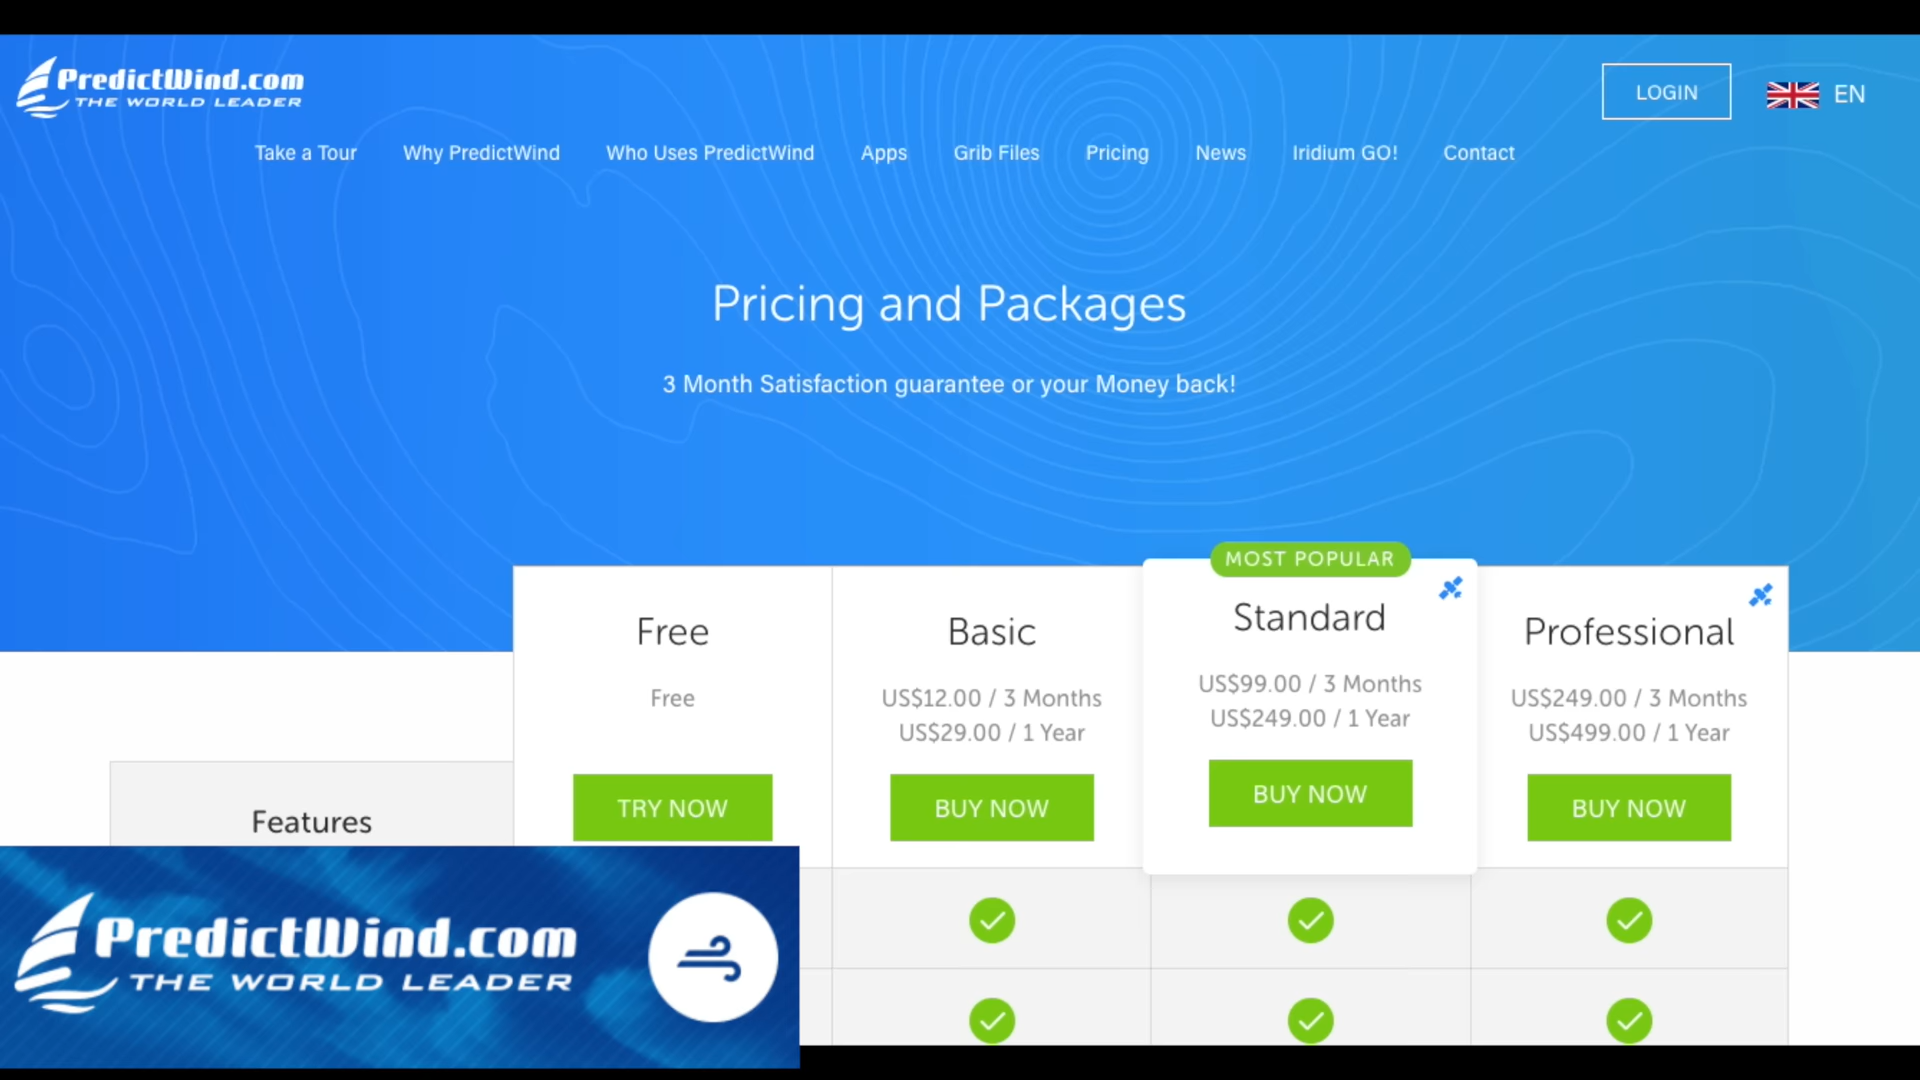 PredictWind.com
THE WORLD LEADER
LOGIN
EN
Take a Tour Why PredictWind Who Uses PredictWind Apps Grib Files Pricing News Iridium GO! Contact
Pricing and Packages
3 Month Satisfaction guarantee or your Money back!
MOST POPULAR
Free
Free
TRY NOW
Basic
US$12.00 / 3 Months
US$29.00 / 1 Year
BUY NOW
Standard
US$99.00 / 3 Months
US$249.00 / 1 Year
BUY NOW
Professional
US$249.00 / 3 Months
US$499.00 / 1 Year
BUY NOW
Features
PredictWind.com
THE WORLD LEADER